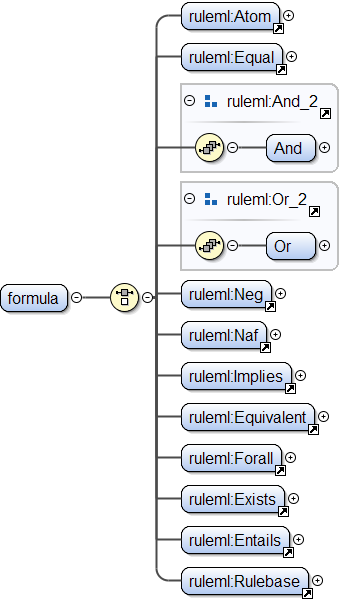 ruleml:Atom
ruleml:Equal
ruleml:And_2
And
ruleml:Or_2
Or
formula
ruleml:Neg
ruleml:Naf
ruleml:Implies
ruleml:Equivalent
ruleml:Forall
ruleml:Exists
ruleml:Entails
ruleml:Rulebase